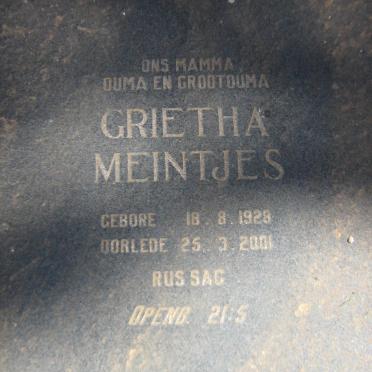 ONS MAMMA
OUMA EN GROOTOUMA
GRIETHA
MEINTJES
GEBORE 18.8.1929
OORLEDE 25.3.2001
RUS SAG
OPENB. 21:5